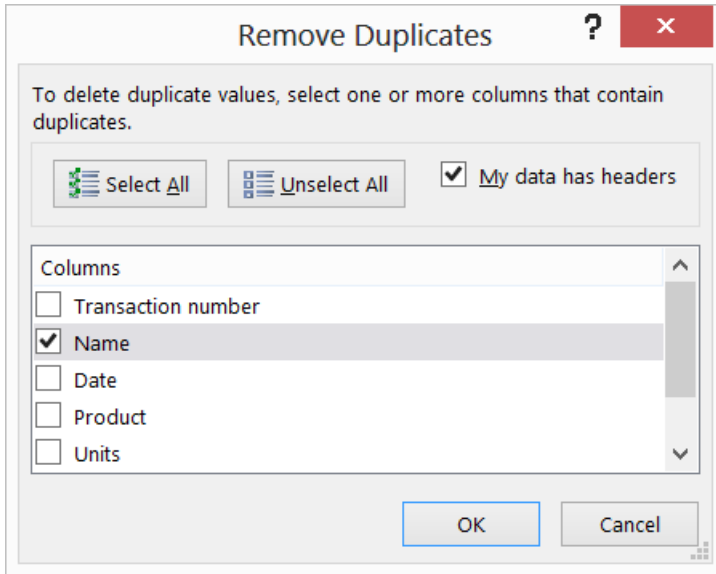 Remove Duplicates ?
To delete duplicate values, select one or more columns that contain
duplicates.
Select All Unselect All My data has headers
Columns
Transaction number
Name
Date
Product
Units
OK Cancel